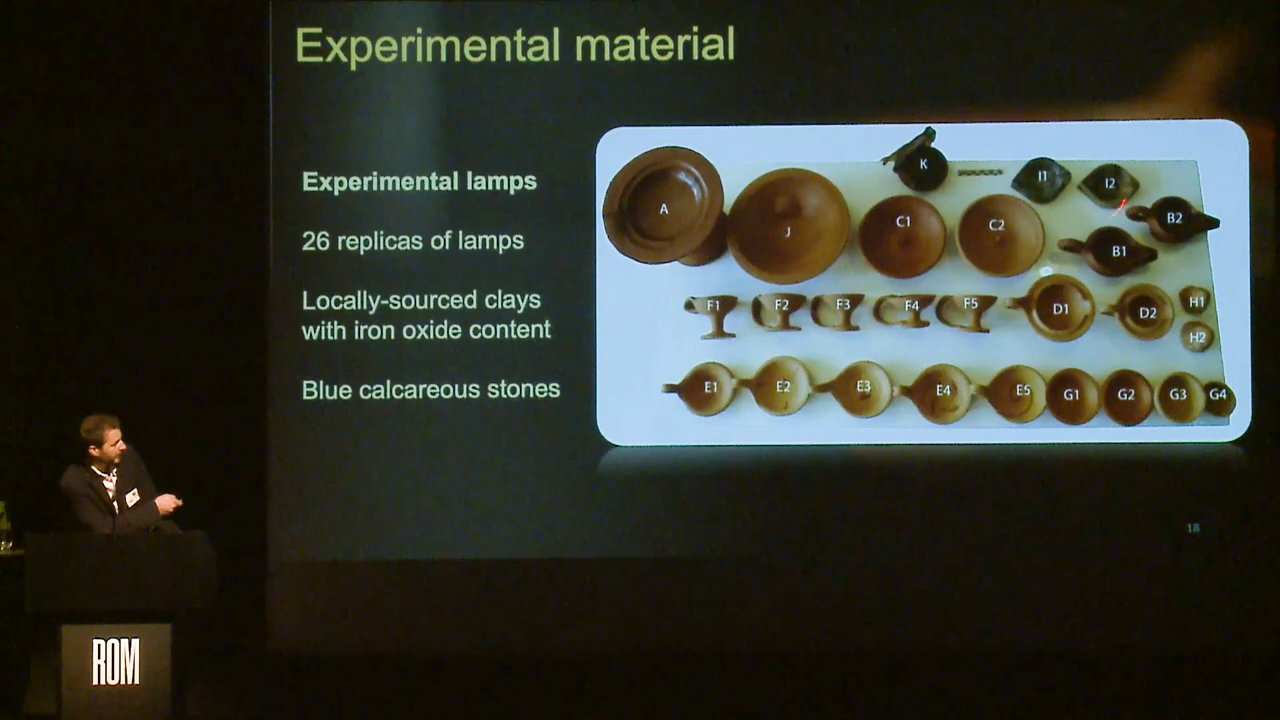 Experimental material
Experimental lamps
26 replicas of lamps
Locally-sourced clays
with iron oxide content
Blue calcareous stones
K
I1
I2
A
J
C1
C2
B2
B1
F1
F2
F3
F4
F5
D1
D2
H1
H2
E1
E2
E3
E4
E5
G1
G2
G3
G4
18
ROM